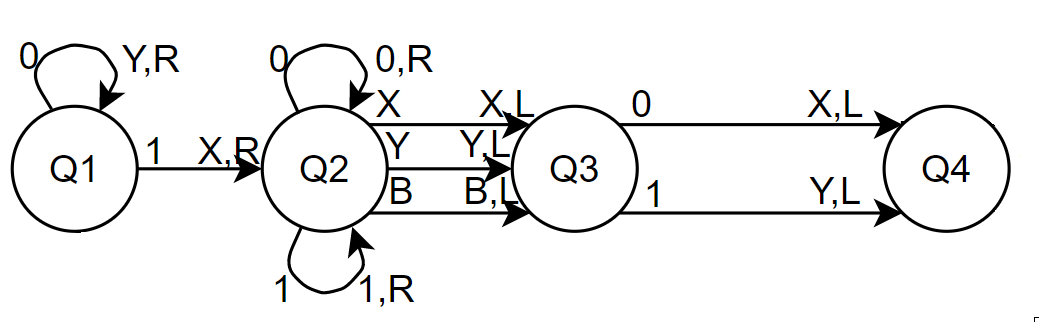 0 Y,R
0 0,R
X X,L
0 X,L
1 X,R
Y Y,L
Q1
Q2
Q3
Q4
B B,L
1 Y,L
1 1,R